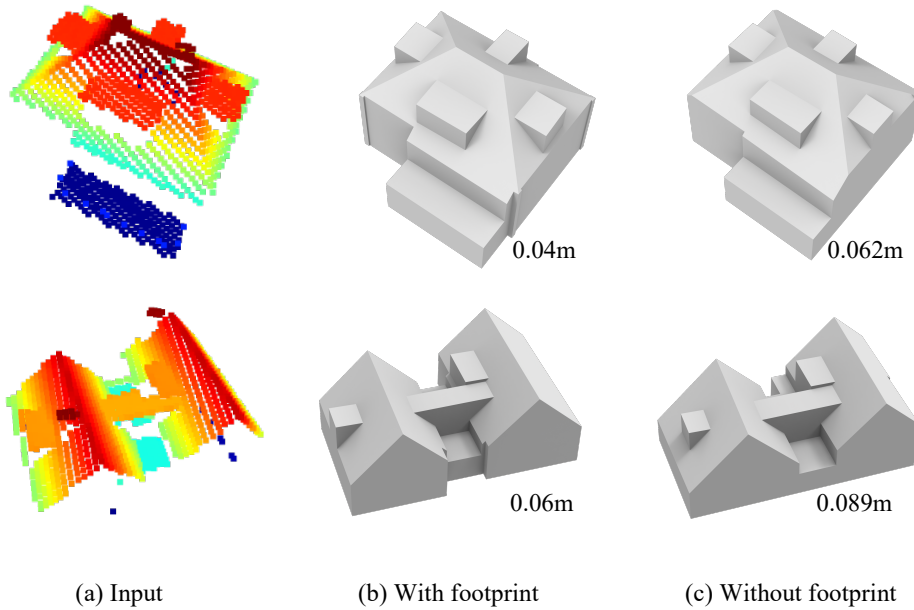 0.04m
0.062m
0.06m
0.089m
(a) Input
(b) With footprint
(c) Without footprint